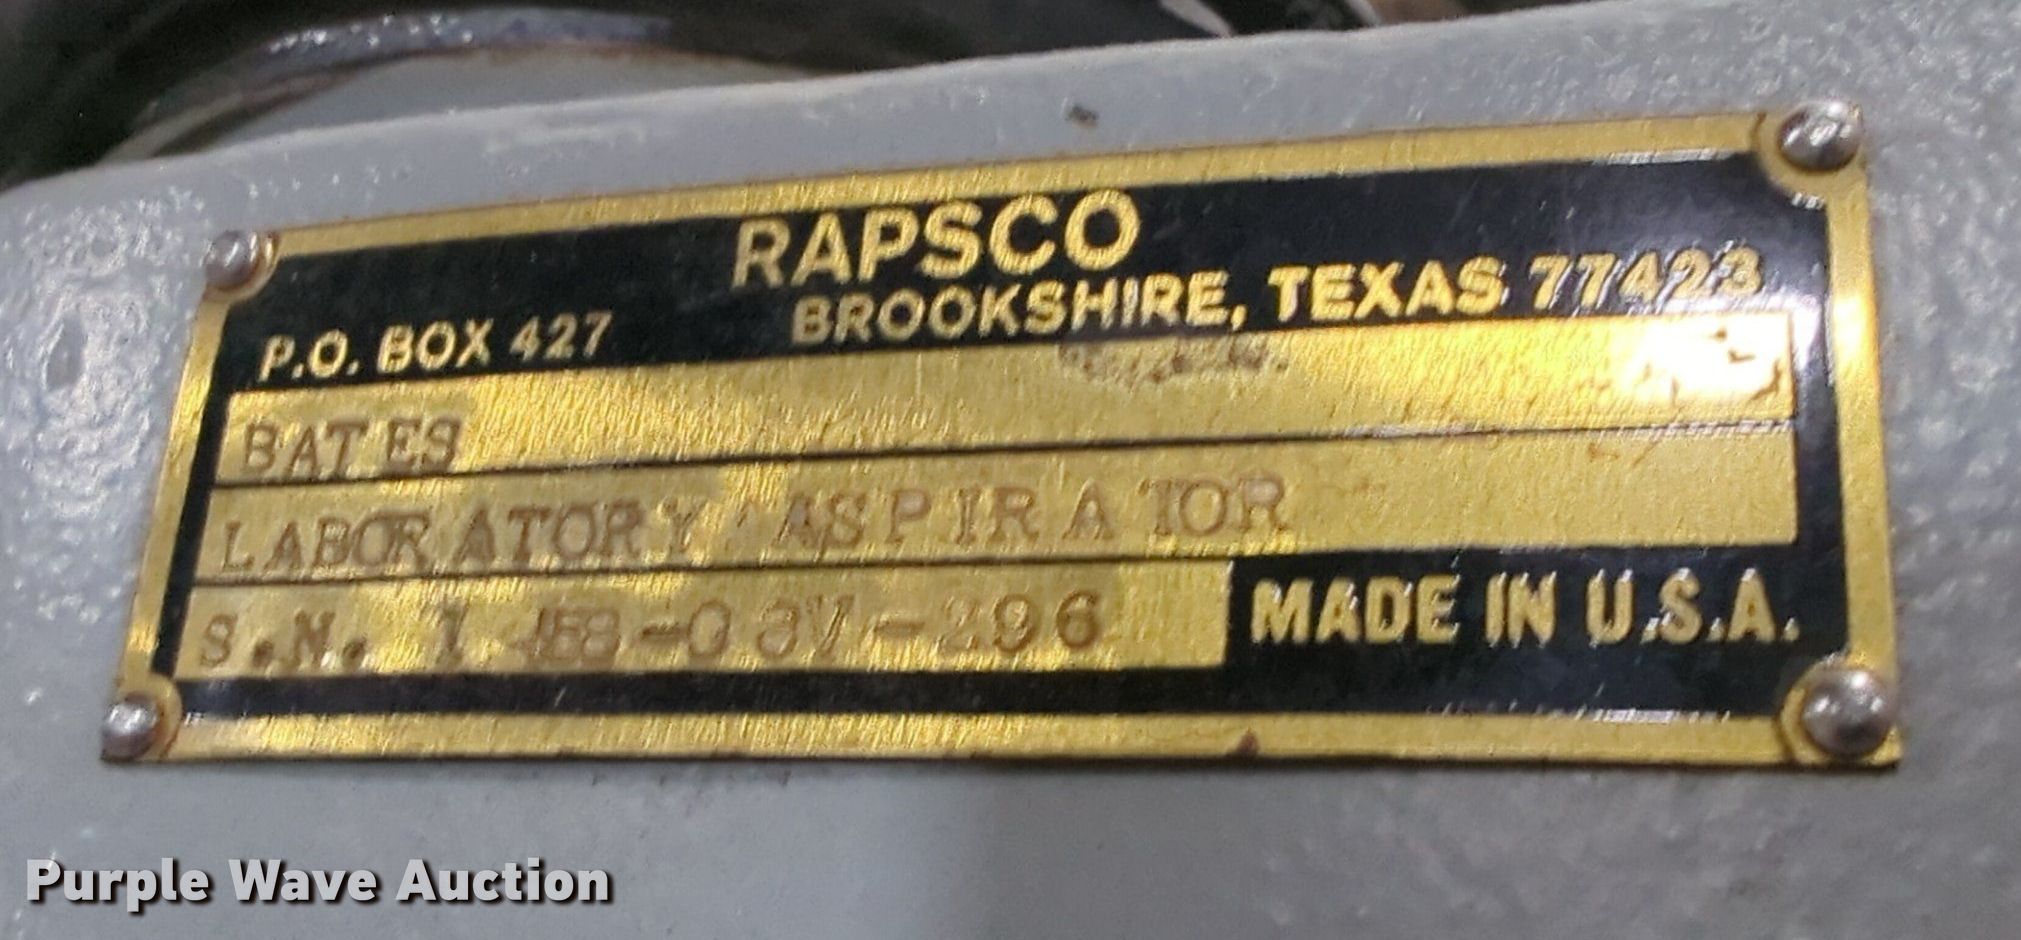 RAPSCO
P.O. BOX 427 BROOKSHIRE, TEXAS 77423
BATES
LABORATORY ASPIRATOR
S.N. MADE IN U.S.A.
Purple Wave Auction